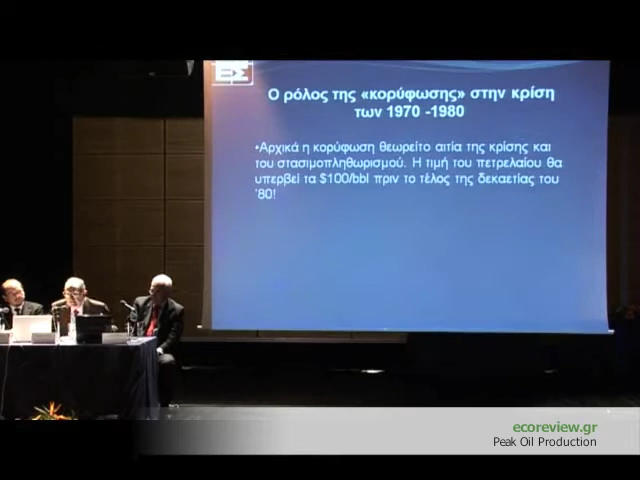 ΕΣ
Ο ρόλος της «κορύφωσης» στην κρίση
των 1970 -1980
•Αρχικά η κορύφωση θεωρείτο αιτία της κρίσης και
του στασιμοπληθωρισμού. Η τιμή του πετρελαίου θα
υπερβεί τα $100/bbl πριν το τέλος της δεκαετίας του
'80!
ecoreview.gr
Peak Oil Production